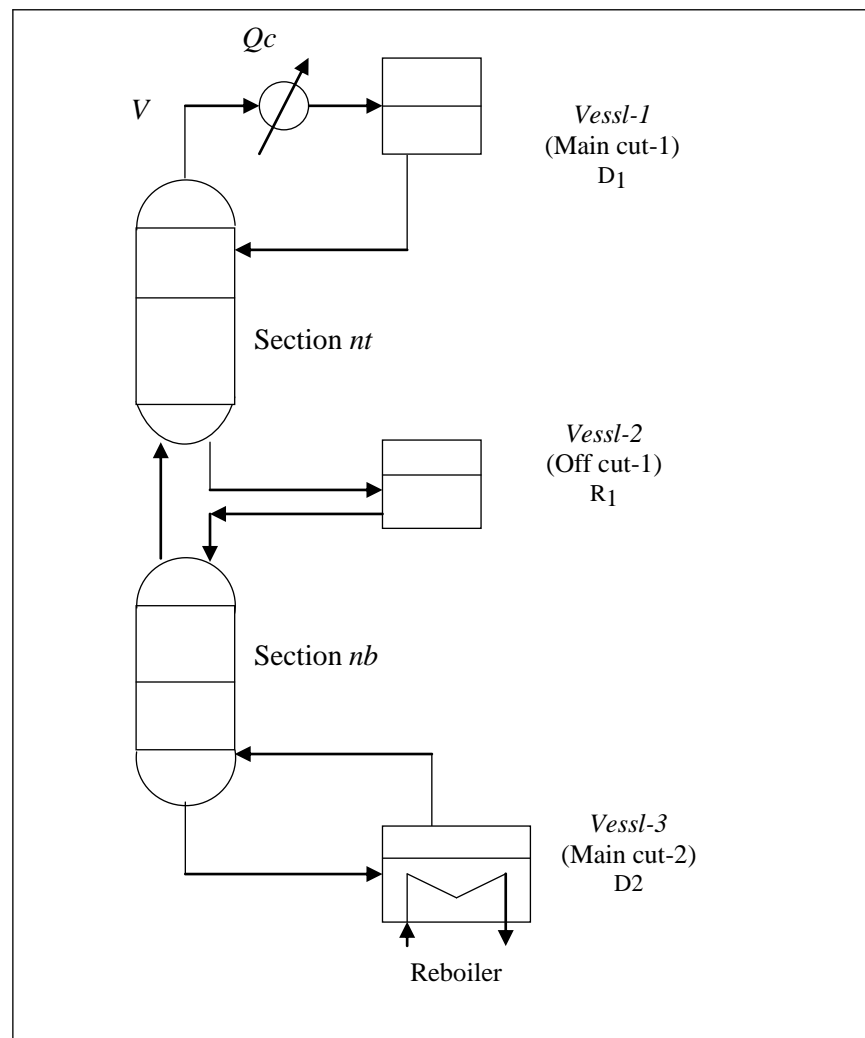 Qc
V
Vessl-1
(Main cut-1)
D1
Section nt
Vessl-2
(Off cut-1)
R1
Section nb
Vessl-3
(Main cut-2)
D2
Reboiler